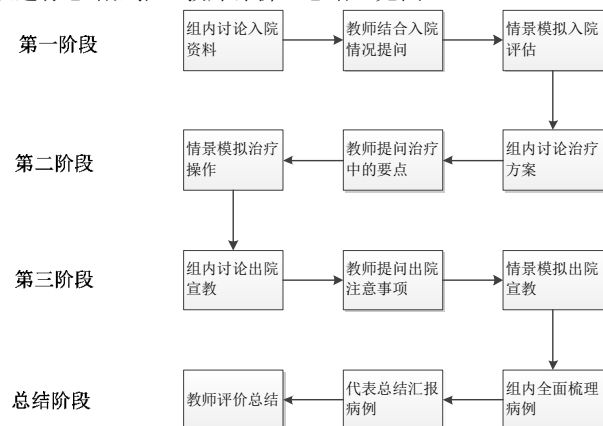 第一阶段
组内讨论入院
资料
教师结合入院
情况提问
情景模拟入院
评估
第二阶段
情景模拟治疗
操作
教师提问治疗
中的要点
组内讨论治疗
方案
第三阶段
组内讨论出院
宣教
教师提问出院
注意事项
情景模拟出院
宣教
总结阶段
教师评价总结
代表总结汇报
病例
组内全面梳理
病例